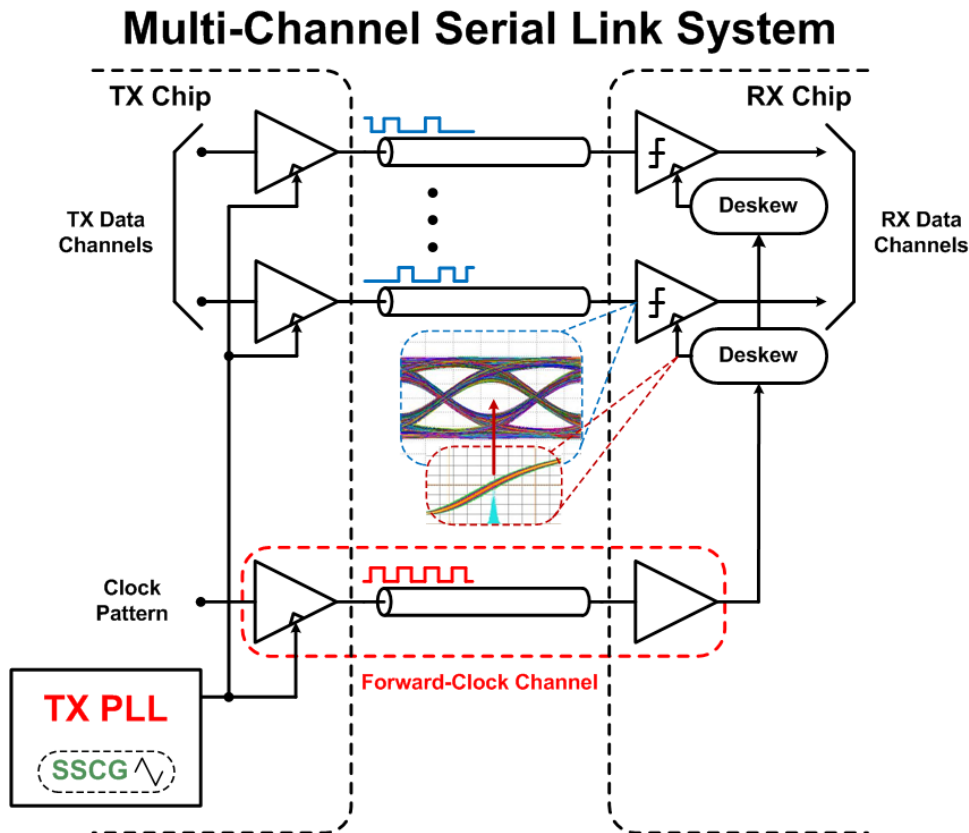 Multi-Channel Serial Link System
TX Chip
RX Chip
Deskew
TX Data
Channels
RX Data
Channels
Deskew
Clock
Pattern
Forward-Clock Channel
TX PLL
SSCG